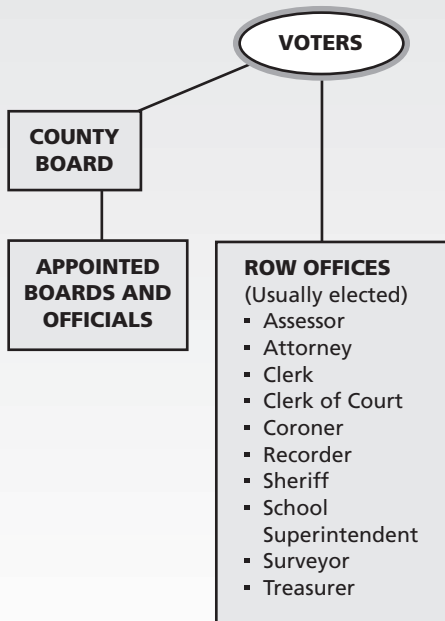 VOTERS
COUNTY
BOARD
APPOINTED
BOARDS AND
OFFICIALS
ROW OFFICES
(Usually elected)
▪ Assessor
▪ Attorney
▪ Clerk
▪ Clerk of Court
▪ Coroner
▪ Recorder
▪ Sheriff
▪ School
Superintendent
▪ Surveyor
▪ Treasurer